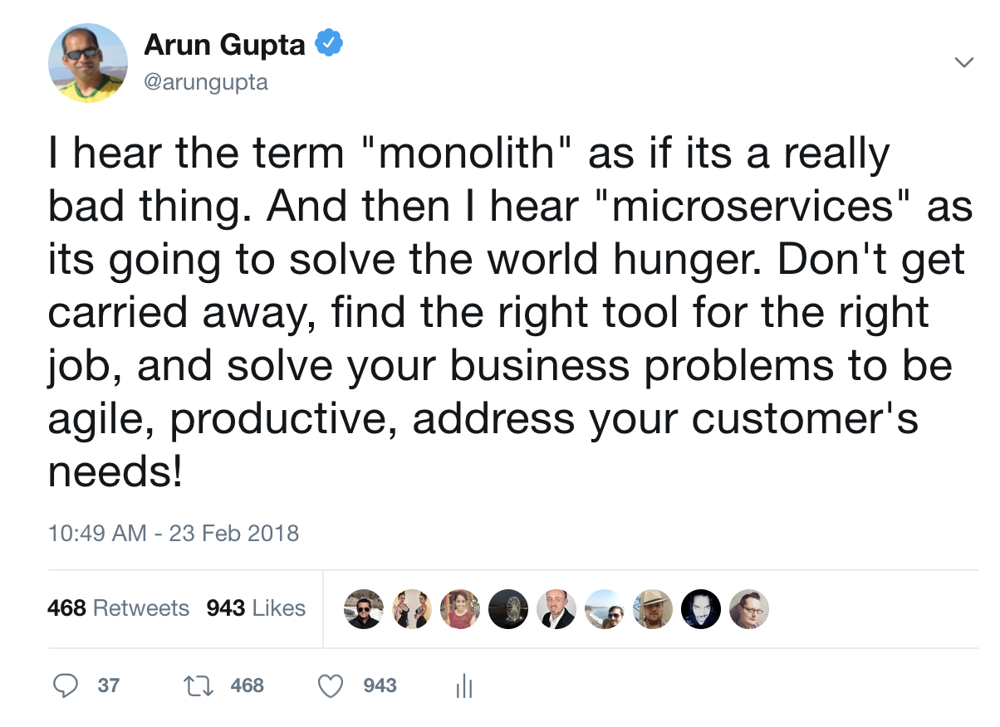 Arun Gupta
@arungupta
I hear the term "monolith" as if its a really
bad thing. And then I hear "microservices" as
its going to solve the world hunger. Don't get
carried away, find the right tool for the right
job, and solve your business problems to be
agile, productive, address your customer's
needs!
10:49 AM - 23 Feb 2018
468 Retweets 943 Likes
37 468 943